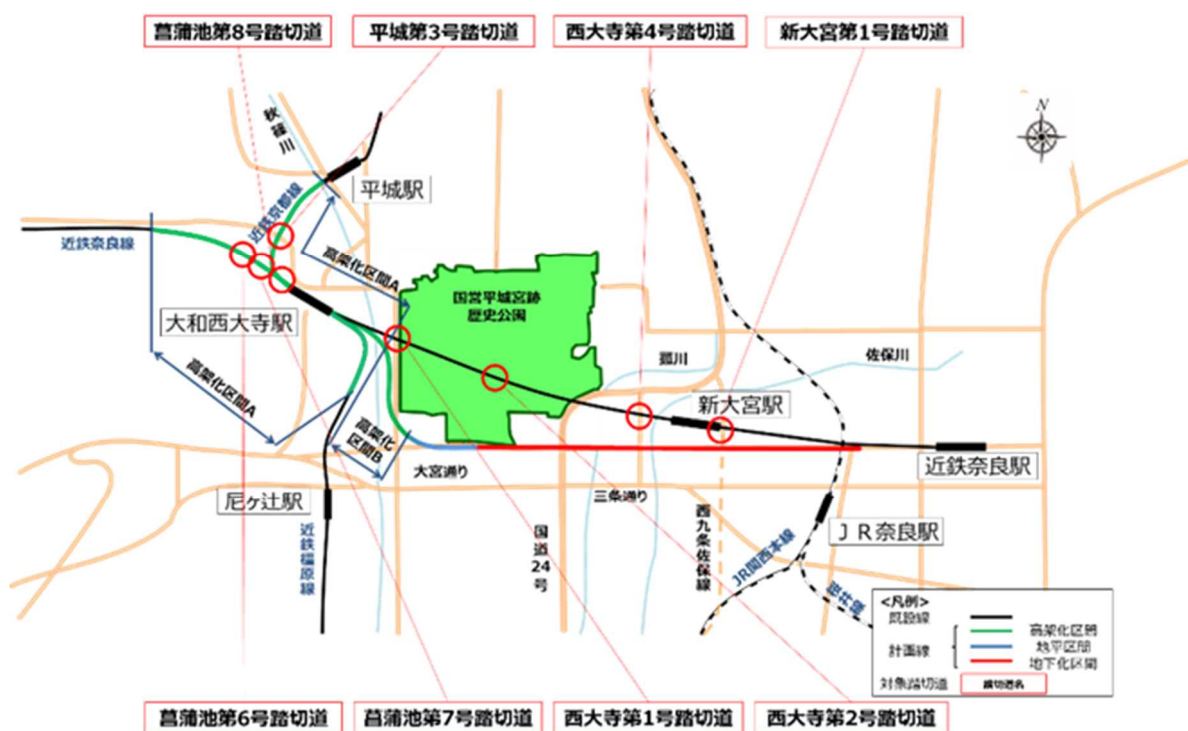 菖蒲池第8号踏切道
平城第3号踏切道
西大寺第4号踏切道
新大宮第1号踏切道
N
秋篠川
平城駅
近鉄京都線
近鉄奈良線
高架化区間A
国営平城宮跡
歴史公園
大和西大寺駅
高架化区間A
高架化
区間B
菰川
佐保川
新大宮駅
近鉄奈良駅
大宮通り
尼ヶ辻駅
三条通り
近鉄橿原線
国道24号
西九条佐保線
JR奈良駅
JR関西本線
桜井線
<凡例>
既設線
計画線
高架化区間
地平区間
地下化区間
対象踏切道
踏切道名
菖蒲池第6号踏切道
菖蒲池第7号踏切道
西大寺第1号踏切道
西大寺第2号踏切道